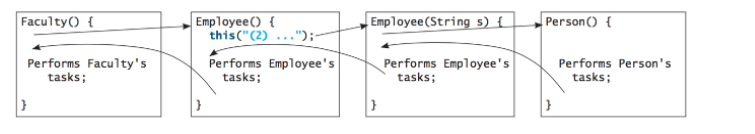 Faculty() {
Performs Faculty's
tasks;
}
Employee() {
this("(2) ...");
Performs Employee's
tasks;
}
Employee(String s) {
Performs Employee's
tasks;
}
Person() {
Performs Person's
tasks;
}